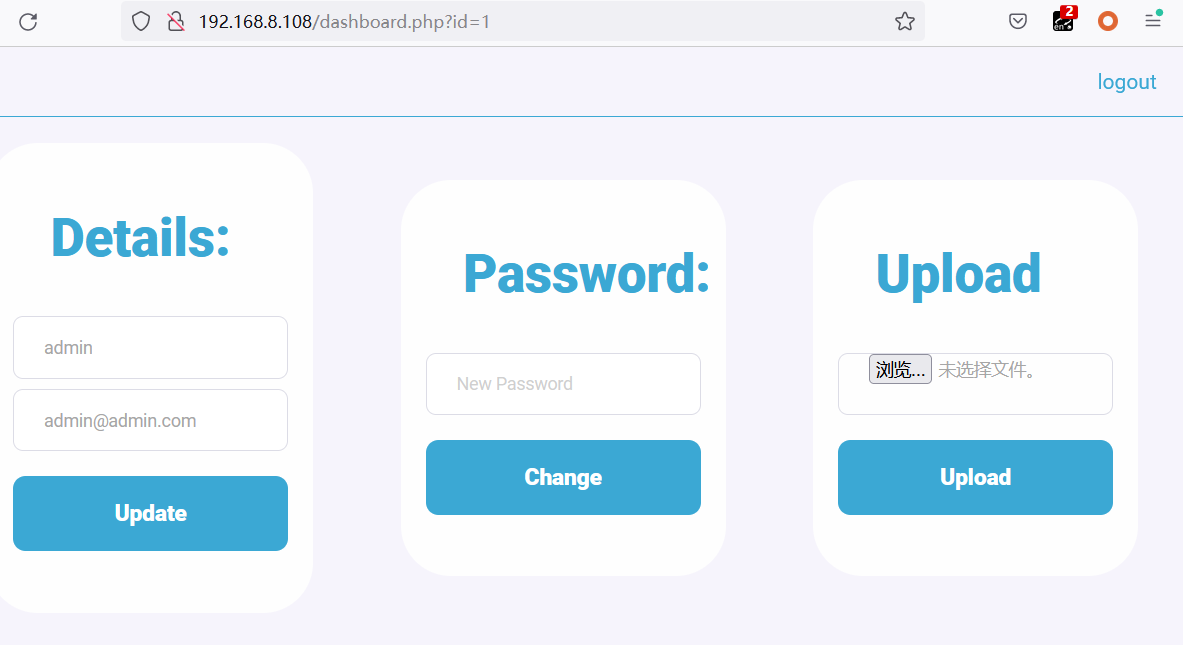 192.168.8.108/dashboard.php?id=1
2
en
logout
Details:
admin
admin@admin.com
Update
Password:
New Password
Change
Upload
浏览... 未选择文件。
Upload